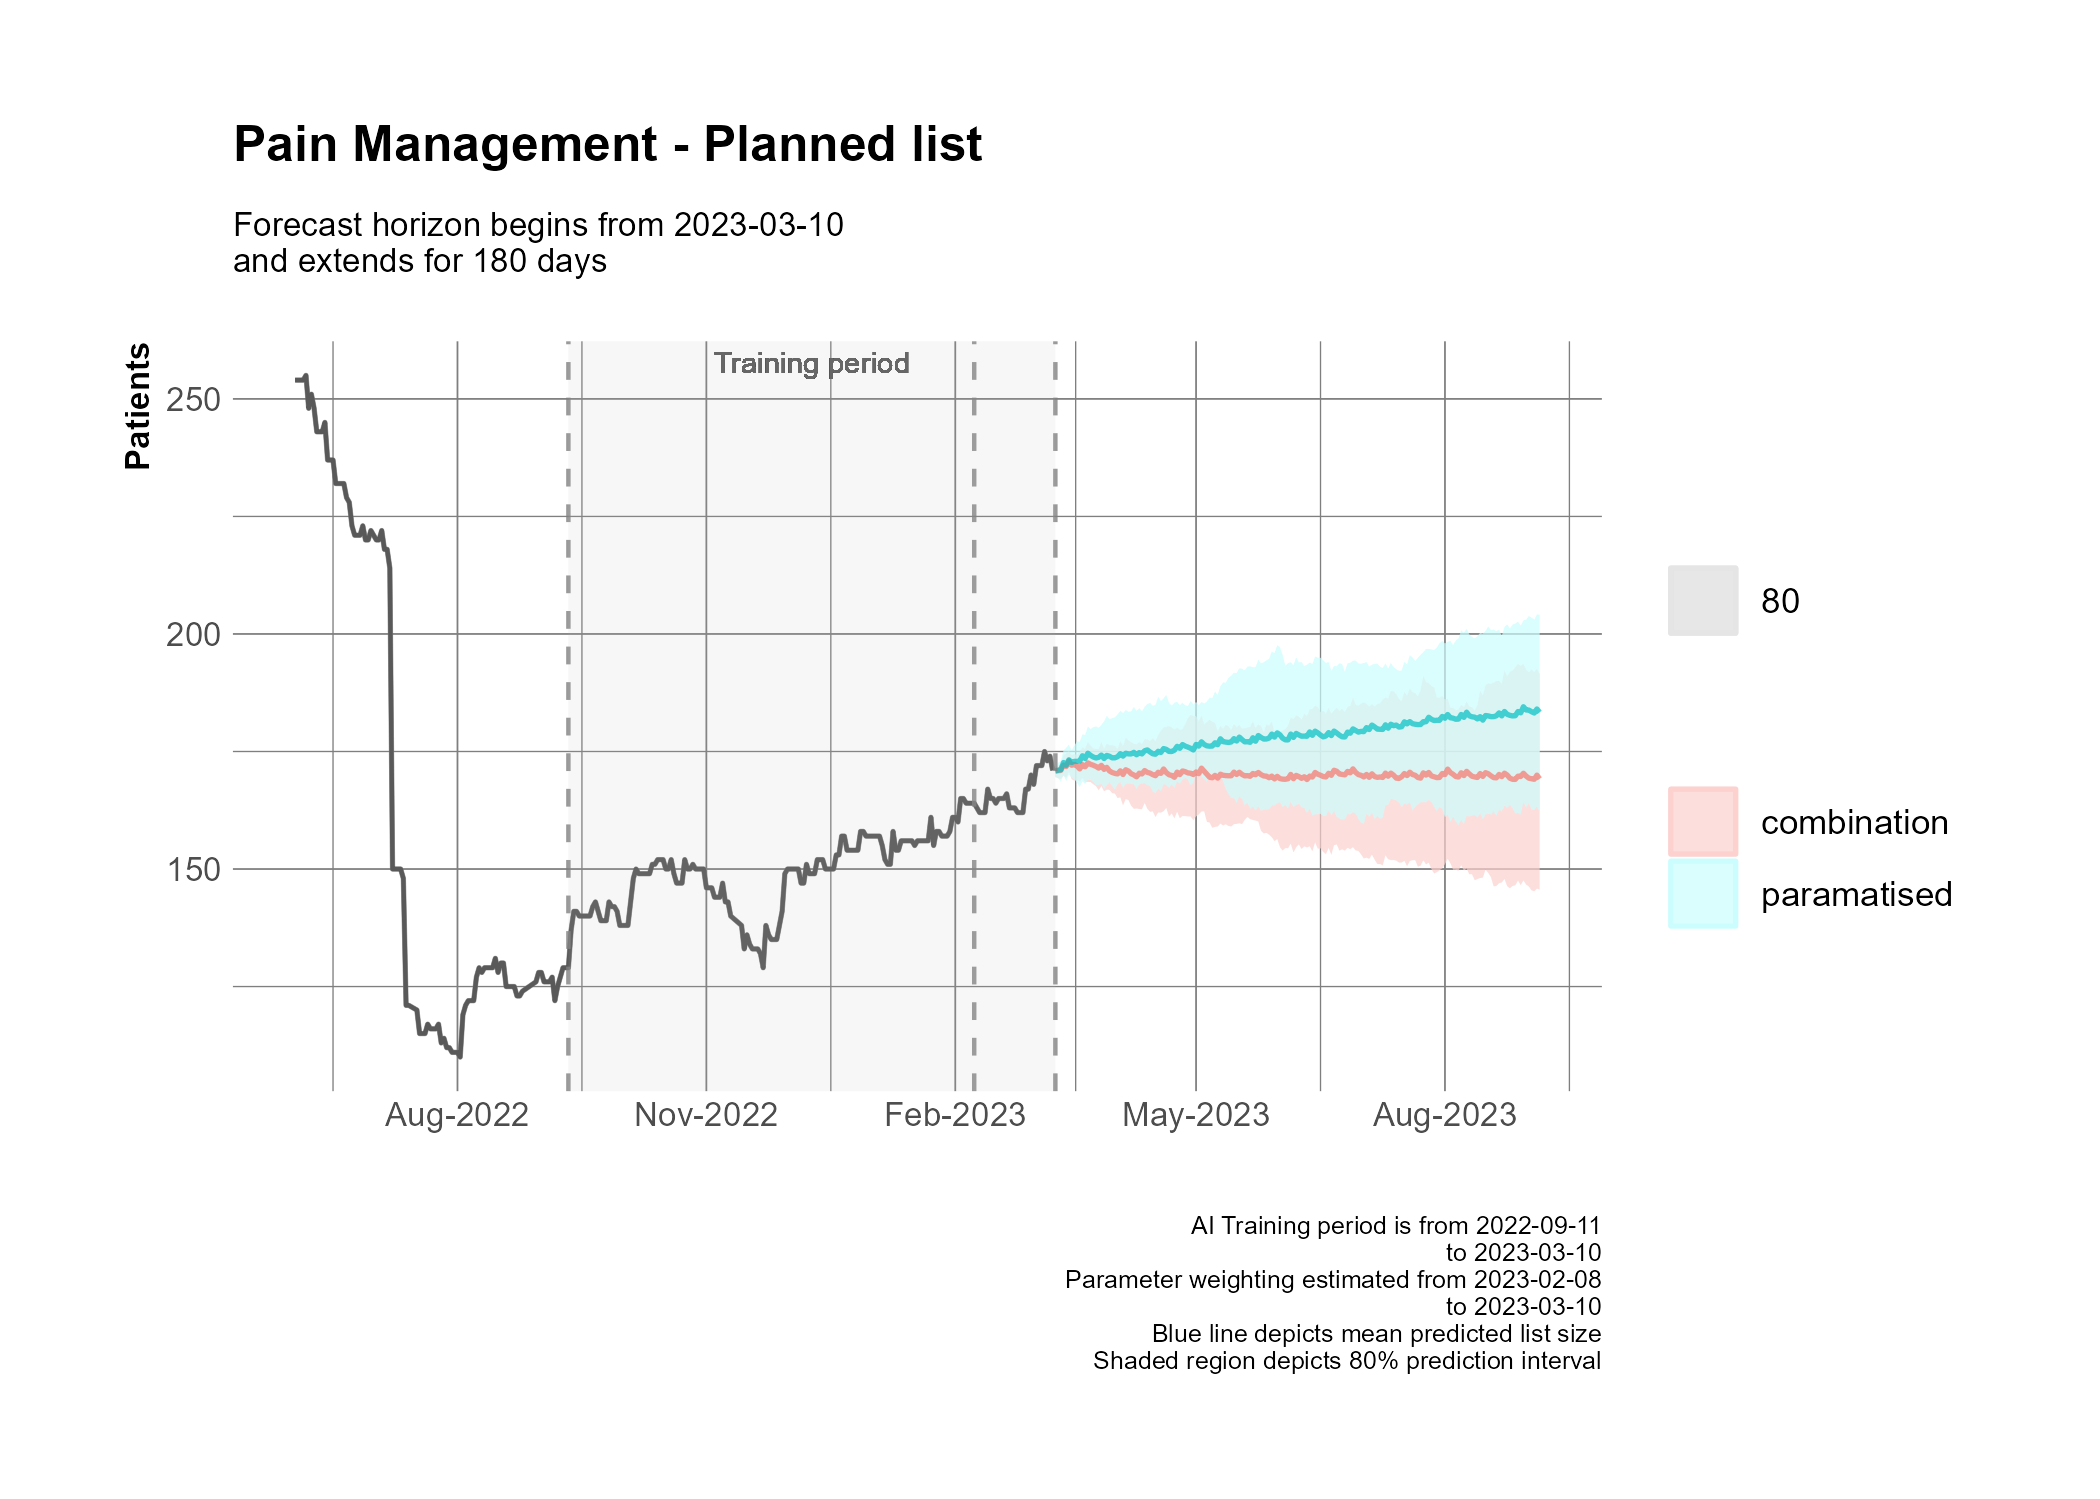 Pain Management - Planned list
Forecast horizon begins from 2023-03-10
and extends for 180 days
Patients
Training period
250
200
150
80
combination
paramatised
Aug-2022
Nov-2022
Feb-2023
May-2023
Aug-2023
AI Training period is from 2022-09-11
to 2023-03-10
Parameter weighting estimated from 2023-02-08
to 2023-03-10
Blue line depicts mean predicted list size
Shaded region depicts 80% prediction interval